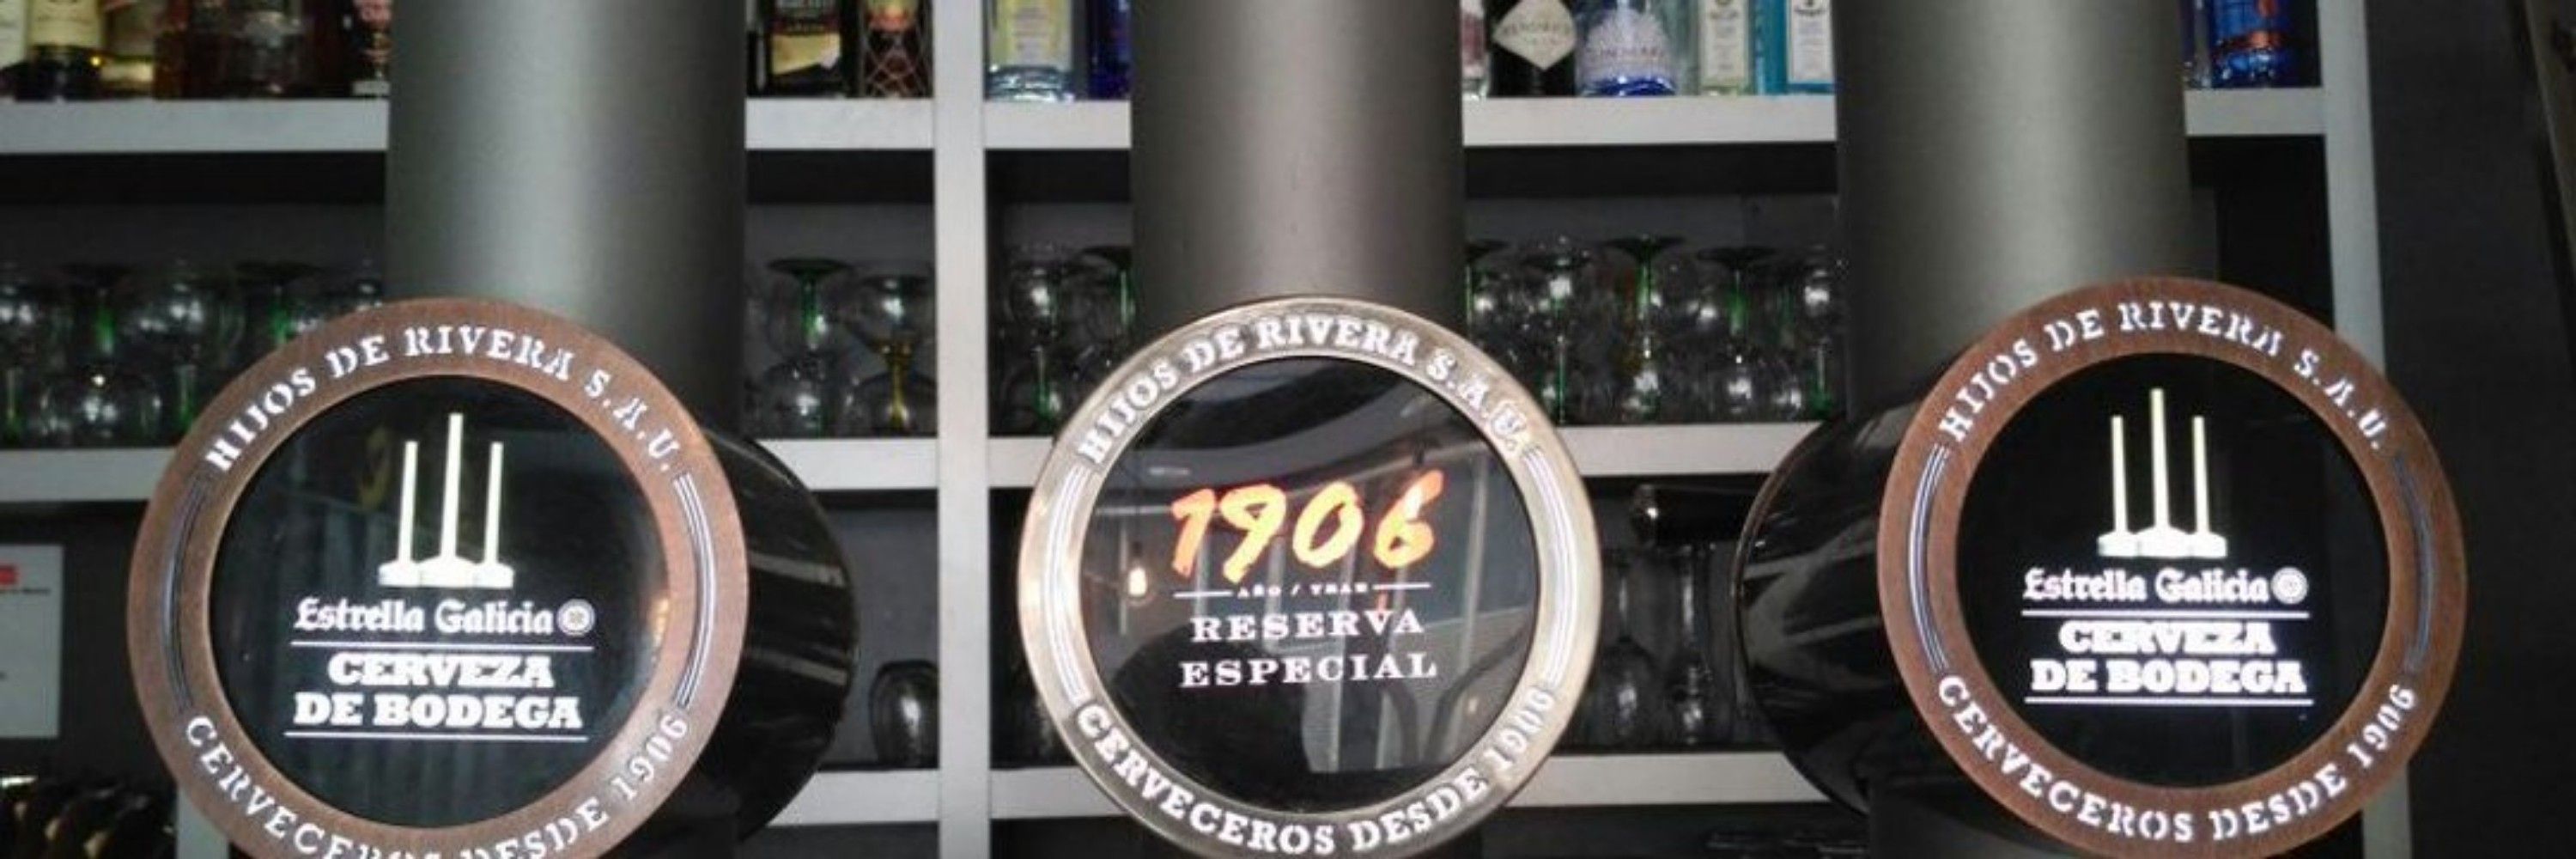 HIJOS DE RIVERA S.A.U.
Estrella Galicia
CERVEZA
DE BODEGA
CERVECEROS DESDE 1906
HIJOS DE RIVERA S.A.U.
1906
AÑO / YEAR
RESERVA
ESPECIAL
CERVECEROS DESDE 1906
HIJOS DE RIVERA S.A.U.
Estrella Galicia
CERVEZA
DE BODEGA
CERVECEROS DESDE 1906